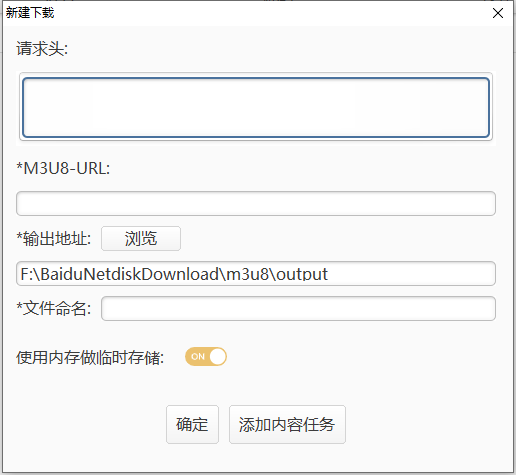 新建下载
请求头:
*M3U8-URL:
*输出地址: 浏览
F:\BaiduNetdiskDownload\m3u8\output
*文件命名:
使用内存做临时存储: ON
确定 添加内容任务